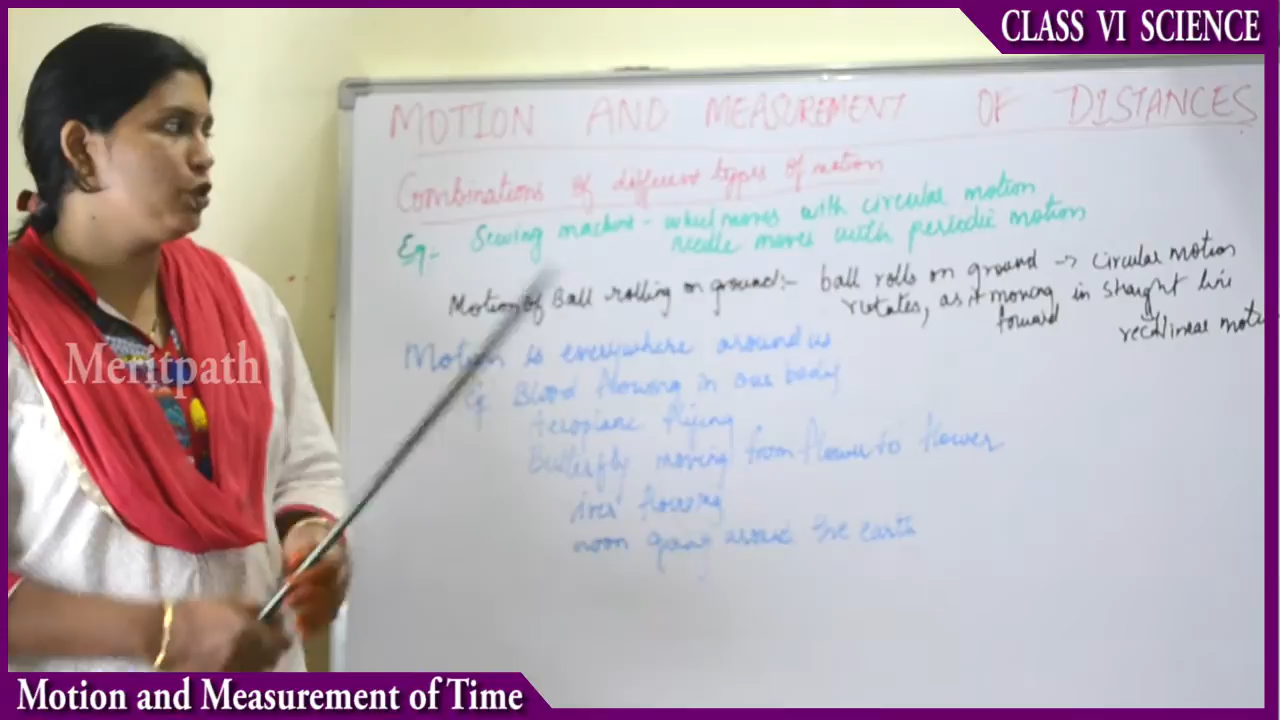 CLASS VI SCIENCE
MOTION AND MEASUREMENT OF DISTANCES
Combinations of different types of motion
Eg:- Sewing machine - wheel moves with circular motion
needle moves with periodic motion
Motion of Ball rolling on ground:- ball rolls on ground -> circular motion
rotates, as it moving in straight line
forward rectilinear moti
Motion is everywhere around us
Eg Blood flowing in our body
Aeroplane flying
Butterfly moving from flower to flower
river flowing
moon going around the earth
Meritpath
Motion and Measurement of Time